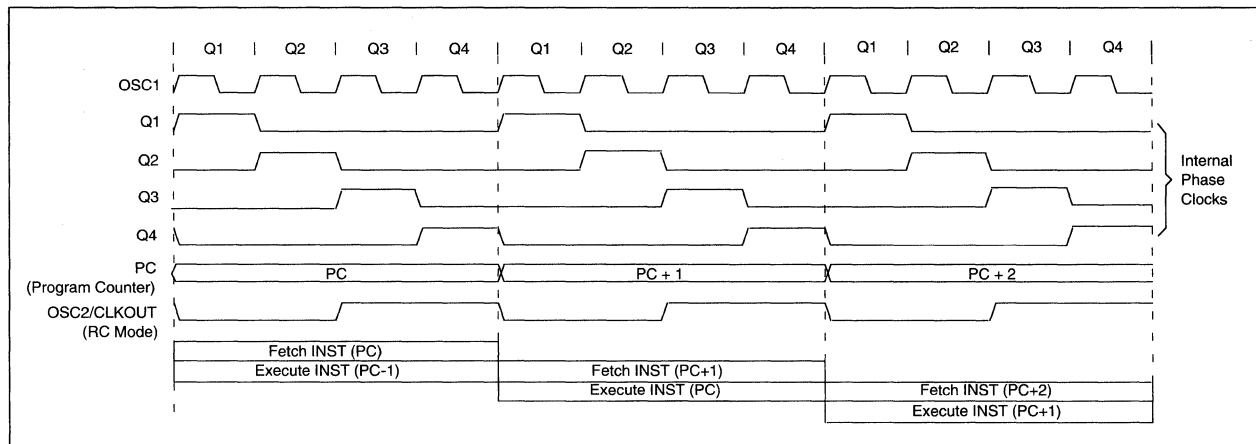 Q1 | Q2 | Q3 | Q4 | Q1 | Q2 | Q3 | Q4 | Q1 | Q2 | Q3 | Q4
OSC1
Q1
Q2
Q3
Q4
Internal
Phase
Clocks
PC
(Program Counter)
PC
PC + 1
PC + 2
OSC2/CLKOUT
(RC Mode)
Fetch INST (PC)
Execute INST (PC-1)
Fetch INST (PC+1)
Execute INST (PC)
Fetch INST (PC+2)
Execute INST (PC+1)